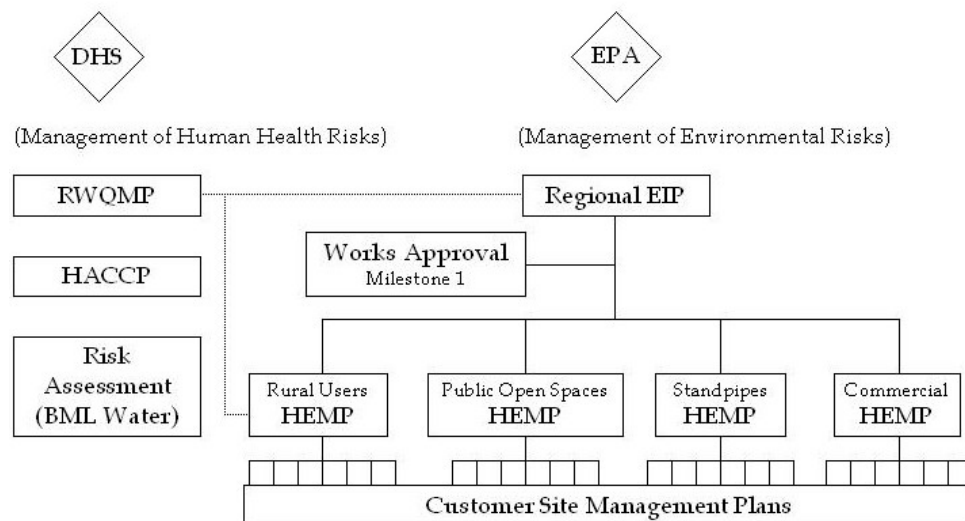 DHS
EPA
(Management of Human Health Risks)
(Management of Environmental Risks)
RWQMP
Regional EIP
Works Approval
Milestone 1
HACCP
Risk
Assessment
(BML Water)
Rural Users
HEMP
Public Open Spaces
HEMP
Standpipes
HEMP
Commercial
HEMP
Customer Site Management Plans